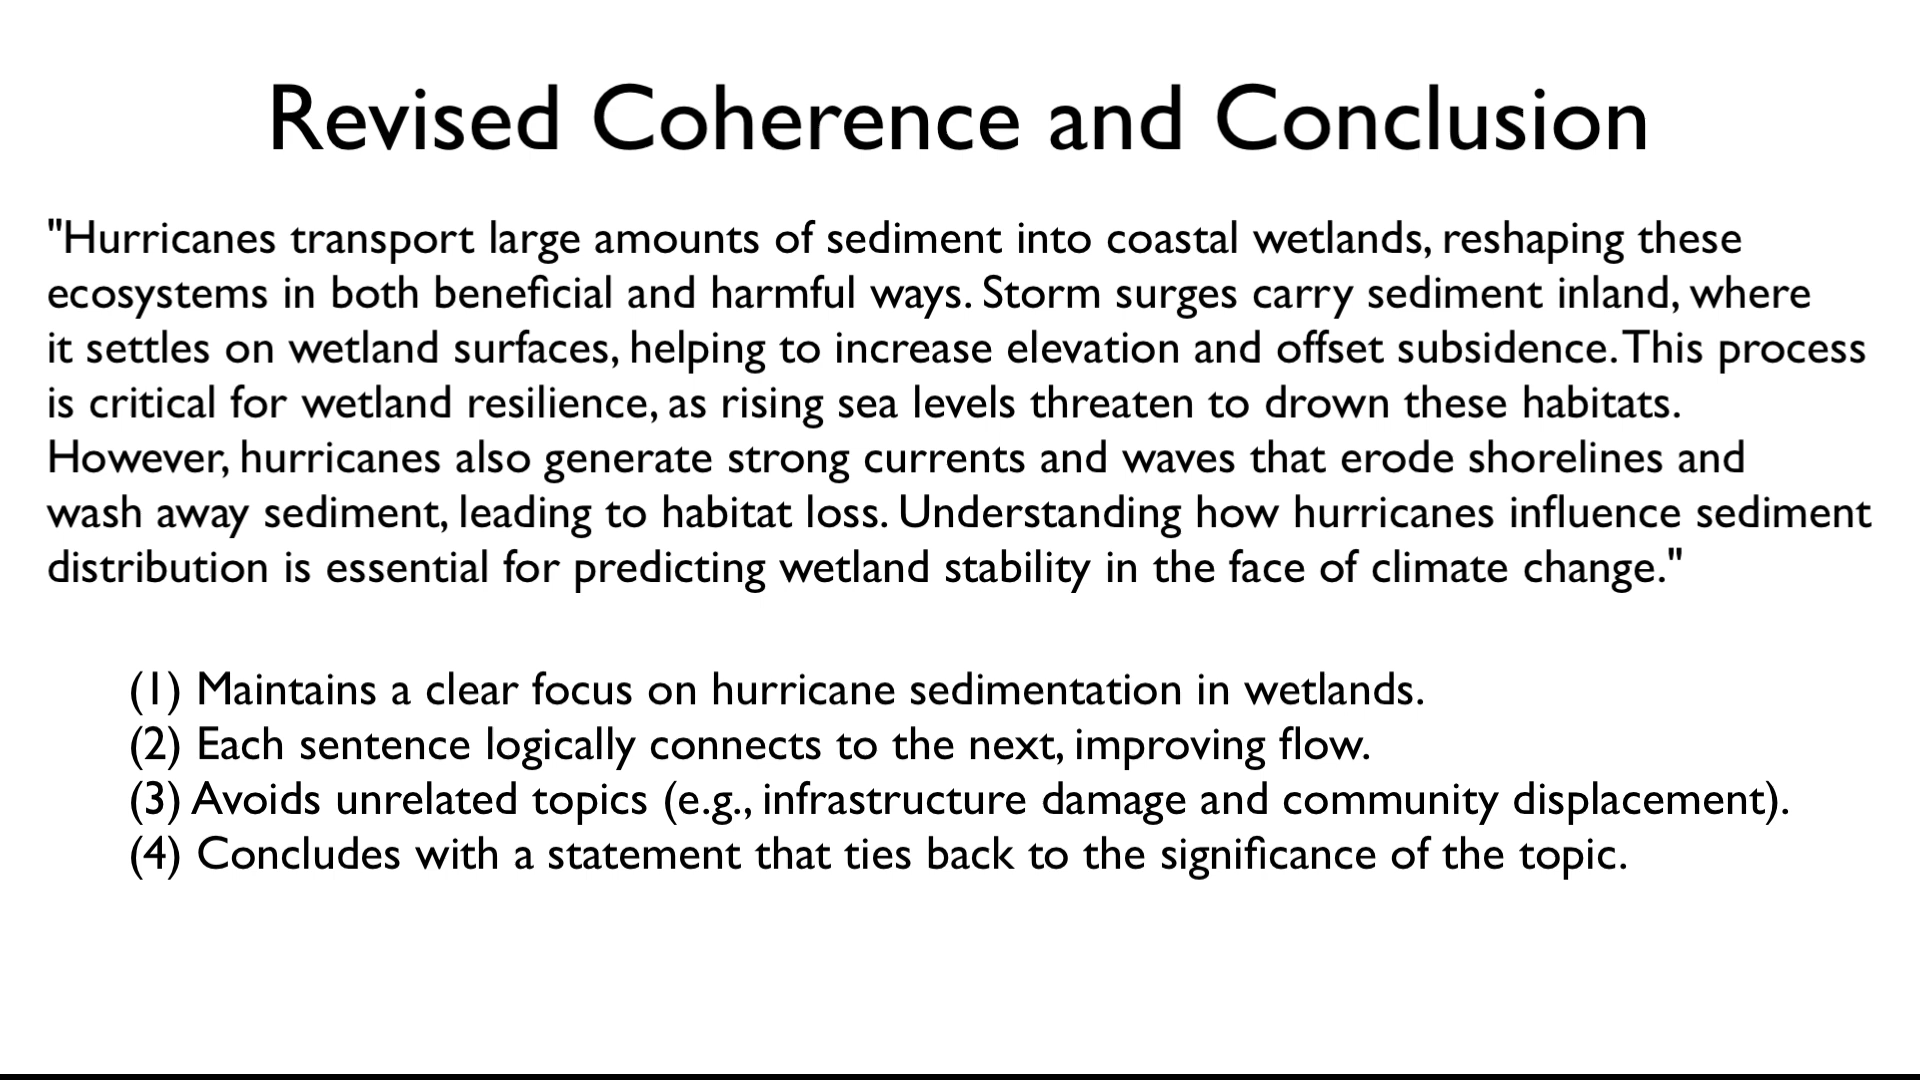 Revised Coherence and Conclusion
"Hurricanes transport large amounts of sediment into coastal wetlands, reshaping these
ecosystems in both beneficial and harmful ways. Storm surges carry sediment inland, where
it settles on wetland surfaces, helping to increase elevation and offset subsidence. This process
is critical for wetland resilience, as rising sea levels threaten to drown these habitats.
However, hurricanes also generate strong currents and waves that erode shorelines and
wash away sediment, leading to habitat loss. Understanding how hurricanes influence sediment
distribution is essential for predicting wetland stability in the face of climate change."
(1) Maintains a clear focus on hurricane sedimentation in wetlands.
(2) Each sentence logically connects to the next, improving flow.
(3) Avoids unrelated topics (e.g., infrastructure damage and community displacement).
(4) Concludes with a statement that ties back to the significance of the topic.